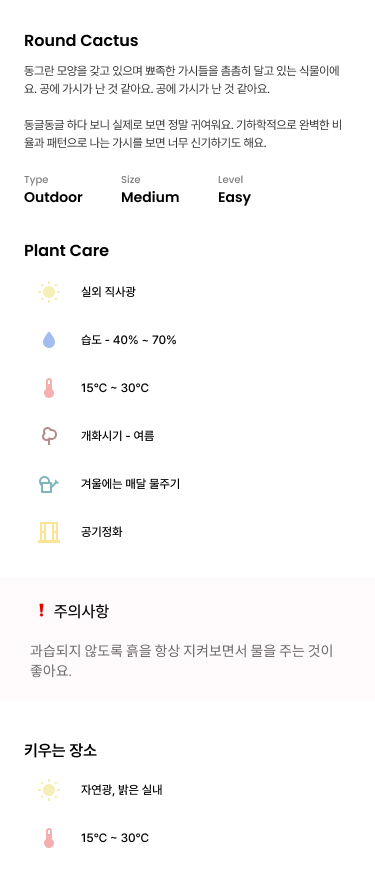 Round Cactus
동그란 모양을 갖고 있으며 뾰족한 가시들을 촘촘히 달고 있는 식물이에
요. 공에 가시가 난 것 같아요. 공에 가시가 난 것 같아요.
동글동글 하다 보니 실제로 보면 정말 귀여워요. 기하학적으로 완벽한 비
율과 패턴으로 나는 가시를 보면 너무 신기하기도 해요.
Type Size Level
Outdoor Medium Easy
Plant Care
실외 직사광
습도 - 40% ~ 70%
15℃ ~ 30℃
개화시기 - 여름
겨울에는 매달 물주기
공기정화
❗ 주의사항
과습되지 않도록 흙을 항상 지켜보면서 물을 주는 것이
좋아요.
키우는 장소
자연광, 밝은 실내
15℃ ~ 30℃